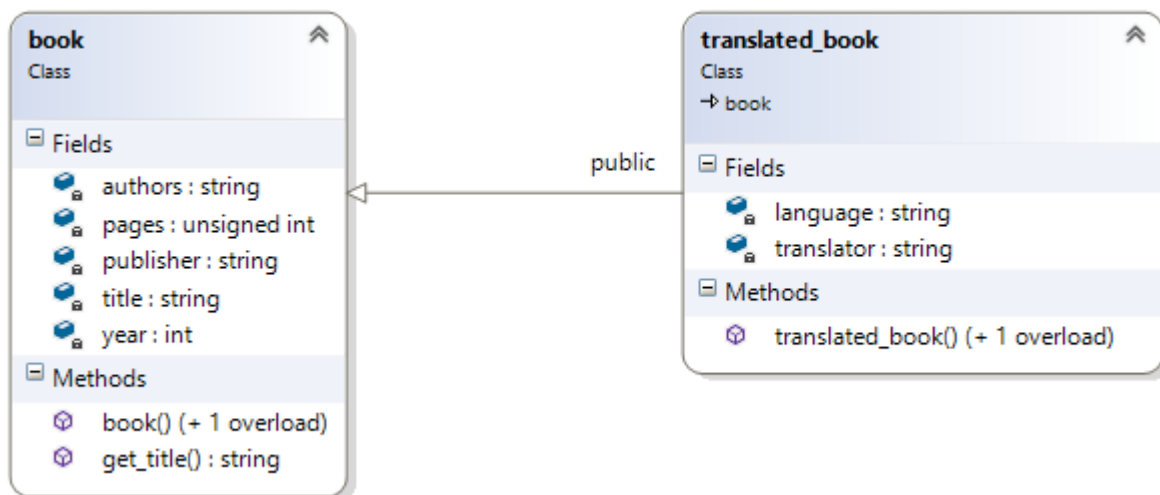 book
Class
Fields
authors : string
pages : unsigned int
publisher : string
title : string
year : int
Methods
book() (+ 1 overload)
get_title() : string
public
translated_book
Class
book
Fields
language : string
translator : string
Methods
translated_book() (+ 1 overload)